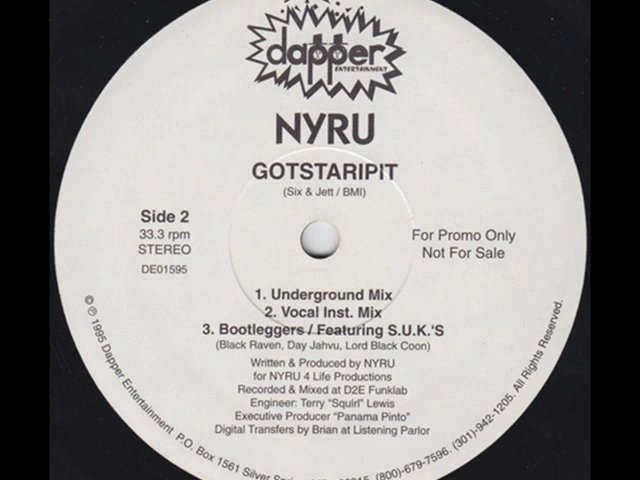 dapper
ENTERTAINMENT
NYRU
GOTSTARIPIT
(Six & Jett / BMI)
Side 2
33.3 rpm
STEREO
DE01595
For Promo Only
Not For Sale
1. Underground Mix
2. Vocal Inst. Mix
3. Bootleggers / Featuring S.U.K.'S
(Black Raven, Day Jahvu, Lord Black Coon)
Written & Produced by NYRU
for NYRU 4 Life Productions
Recorded & Mixed at D2E Funklab
Engineer: Terry "Squirl" Lewis
Executive Producer "Panama Pinto"
Digital Transfers by Brian at Listening Parlor
© ℗ 1995 Dapper Entertainment P.O. Box 1561 Silver (800)-679-7596. (301)-942-1205. All Rights Reserved.